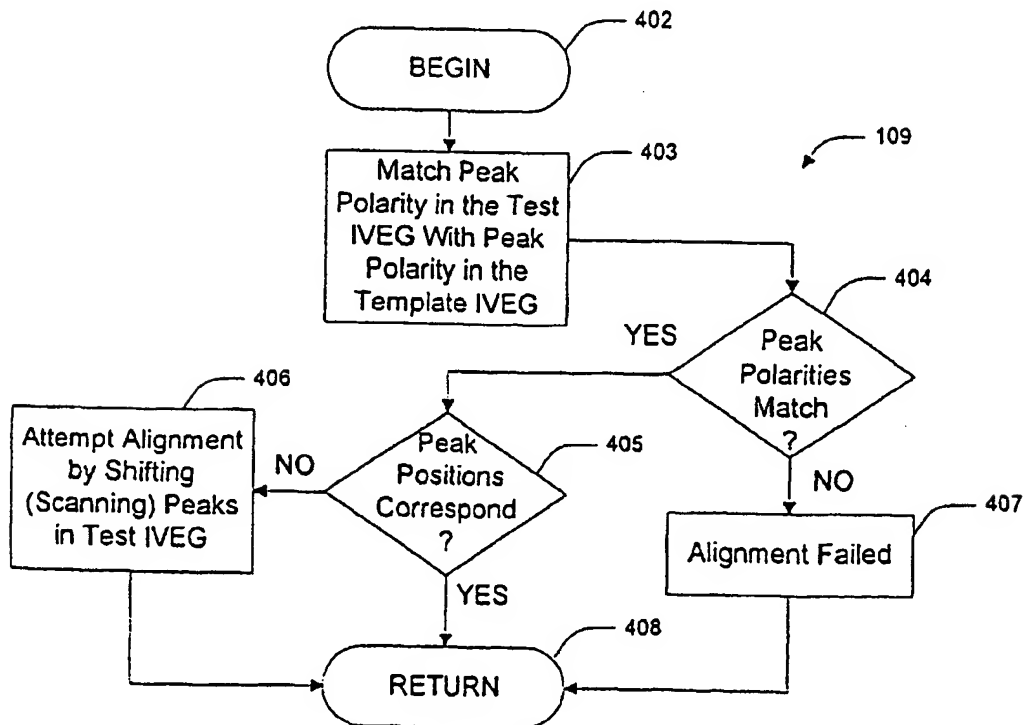 402
BEGIN
109
403
Match Peak
Polarity in the Test
IVEG With Peak
Polarity in the
Template IVEG
404
YES
Peak
Polarities
Match
?
406
Attempt Alignment
by Shifting
(Scanning) Peaks
in Test IVEG
NO
Peak
Positions
Correspond
?
405
NO
407
Alignment Failed
YES
408
RETURN